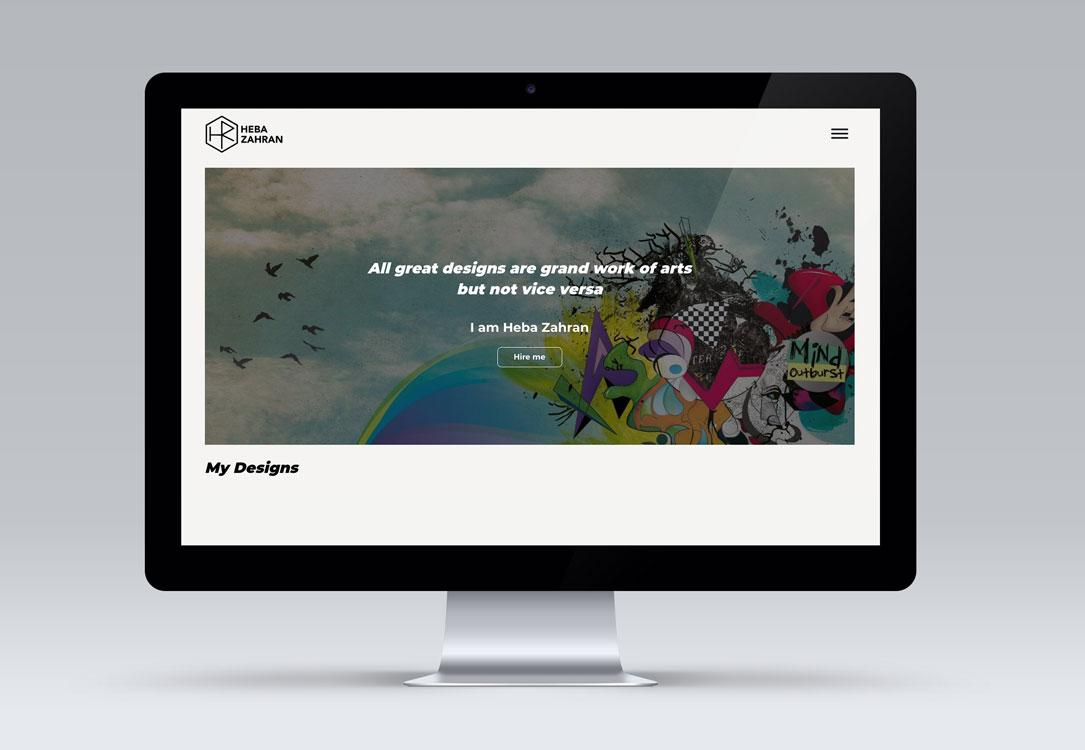 HEBA
ZAHRAN
All great designs are grand work of arts
but not vice versa
I am Heba Zahran
Hire me
MiNd
OutburSt
My Designs